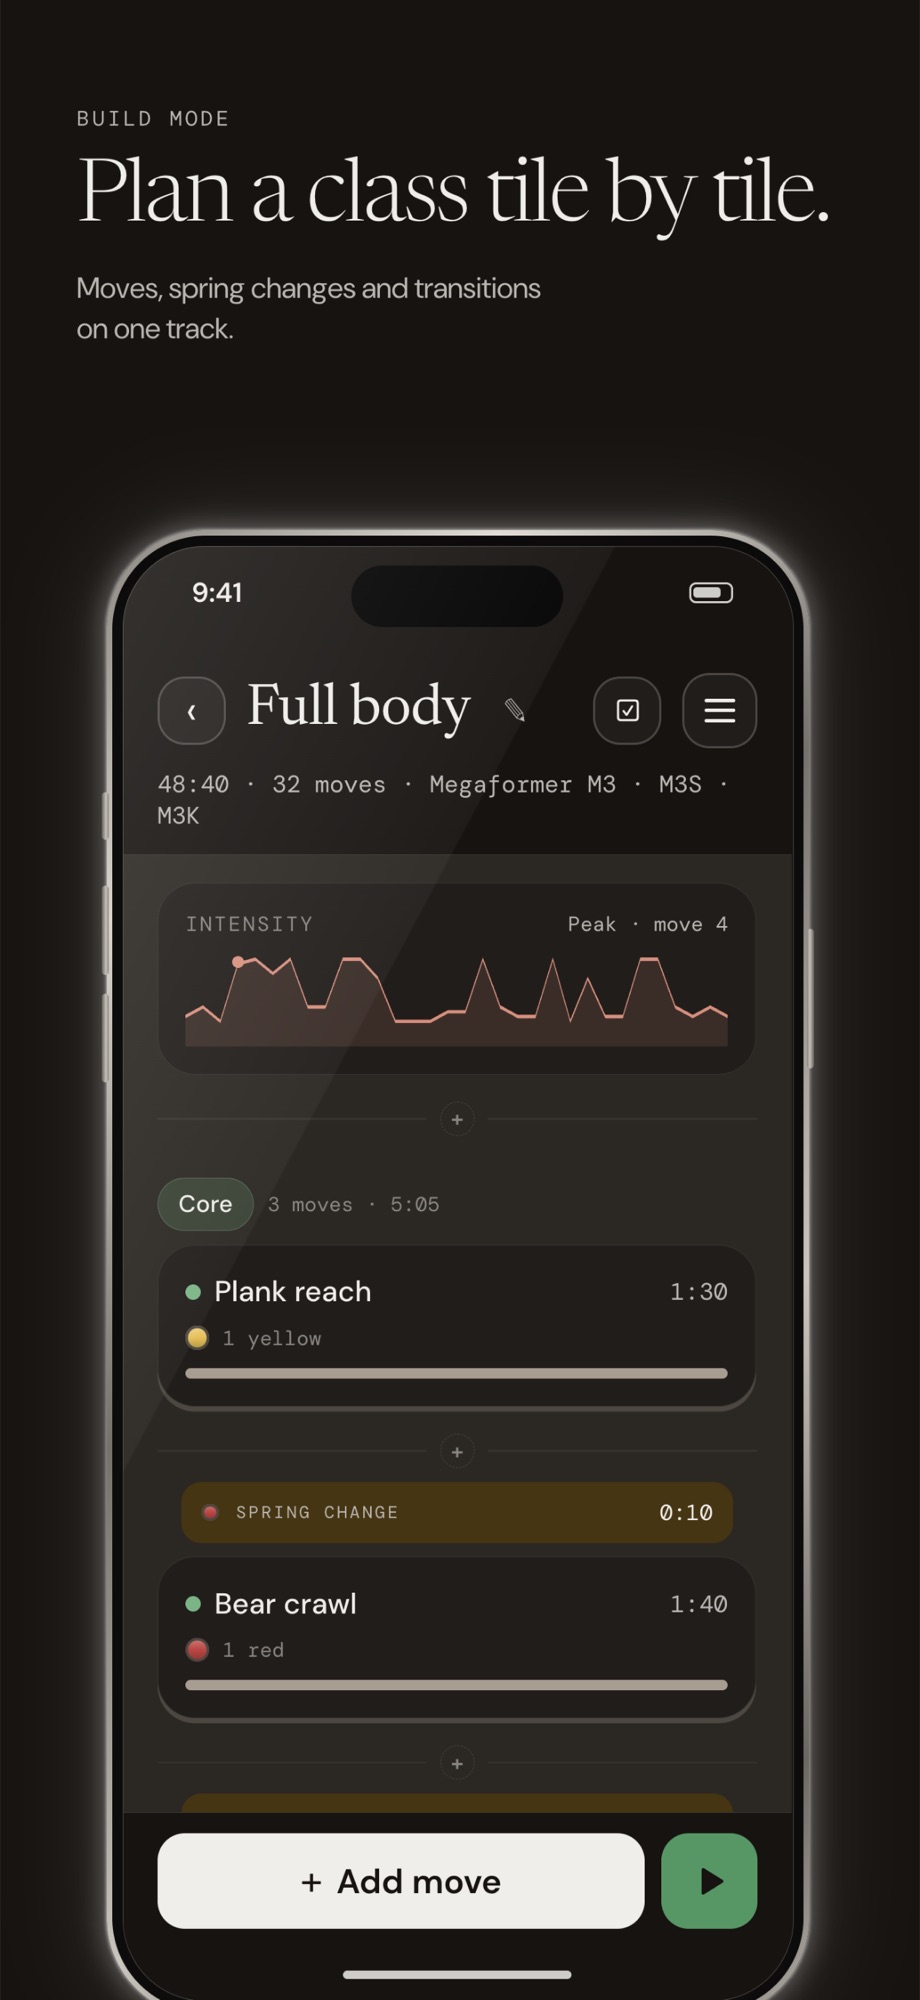 BUILD MODE
Plan a class tile by tile.
Moves, spring changes and transitions
on one track.
9:41
Full body
48:40 · 32 moves · Megaformer M3 · M3S ·
M3K
INTENSITY
Peak · move 4
+
Core
3 moves · 5:05
Plank reach
1:30
1 yellow
+
SPRING CHANGE
0:10
Bear crawl
1:40
1 red
+
+ Add move